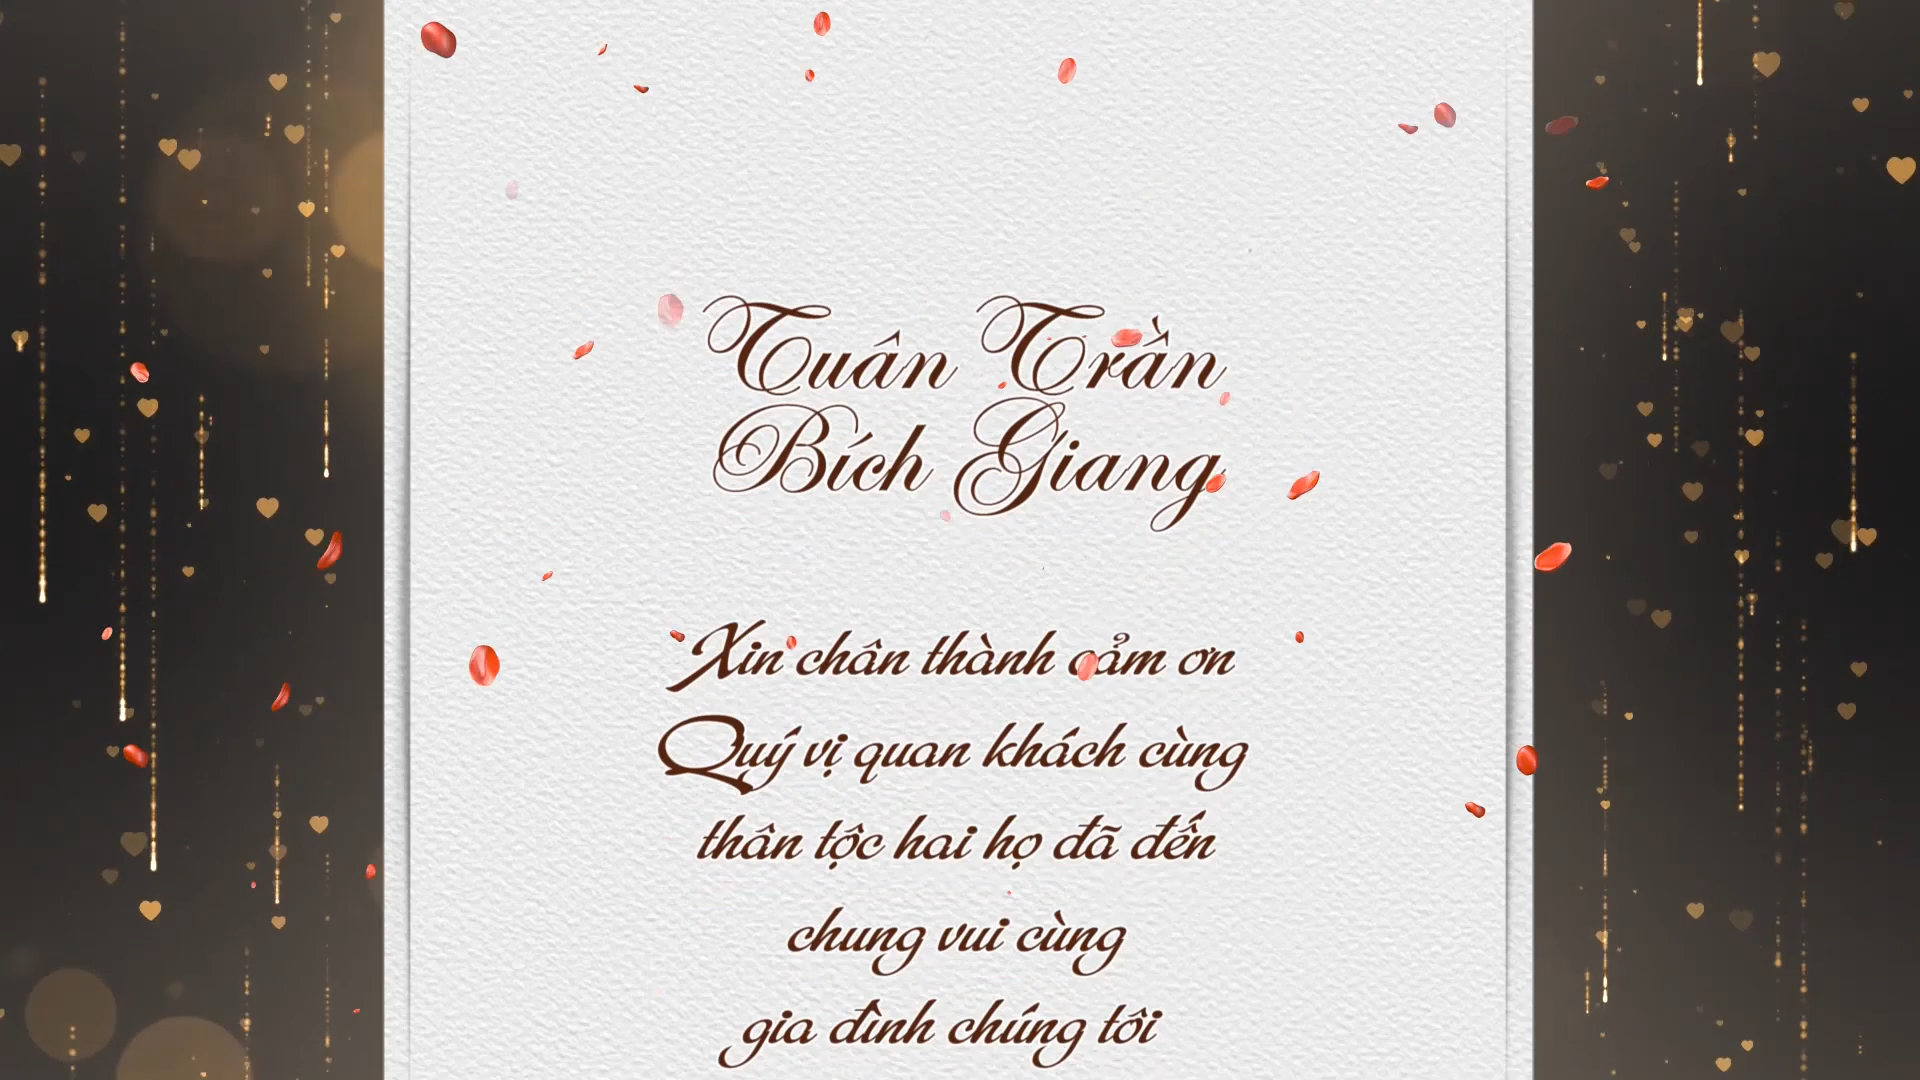 Tuân Trần
Bích Giang
Xin chân thành cảm ơn
Quý vị quan khách cùng
thân tộc hai họ đã đến
chung vui cùng
gia đình chúng tôi